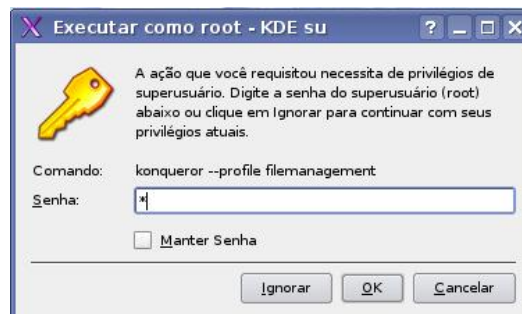 Executar como root - KDE su
A ação que você requisitou necessita de privilégios de
superusuário. Digite a senha do superusuário (root)
abaixo ou clique em Ignorar para continuar com seus
privilégios atuais.
Comando: konqueror --profile filemanagement
Senha: *
Manter Senha
Ignorar OK Cancelar